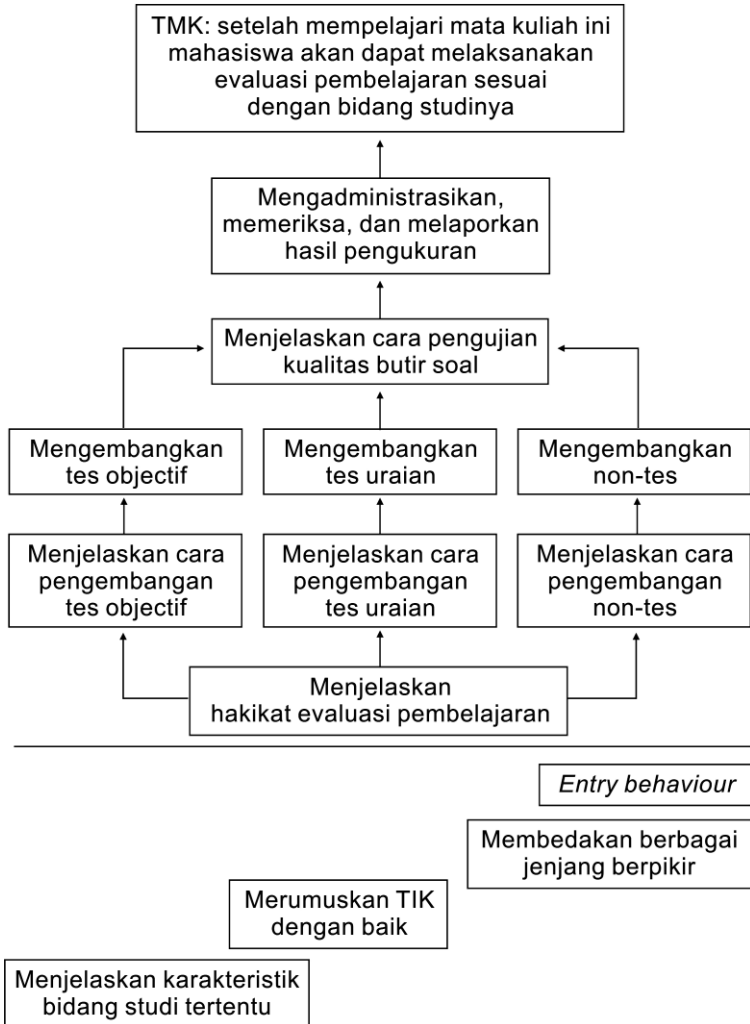 TMK: setelah mempelajari mata kuliah ini
mahasiswa akan dapat melaksanakan
evaluasi pembelajaran sesuai
dengan bidang studinya
Mengadministrasikan,
memeriksa, dan melaporkan
hasil pengukuran
Menjelaskan cara pengujian
kualitas butir soal
Mengembangkan
tes objectif
Mengembangkan
tes uraian
Mengembangkan
non-tes
Menjelaskan cara
pengembangan
tes objectif
Menjelaskan cara
pengembangan
tes uraian
Menjelaskan cara
pengembangan
non-tes
Menjelaskan
hakikat evaluasi pembelajaran
Entry behaviour
Membedakan berbagai
jenjang berpikir
Merumuskan TIK
dengan baik
Menjelaskan karakteristik
bidang studi tertentu